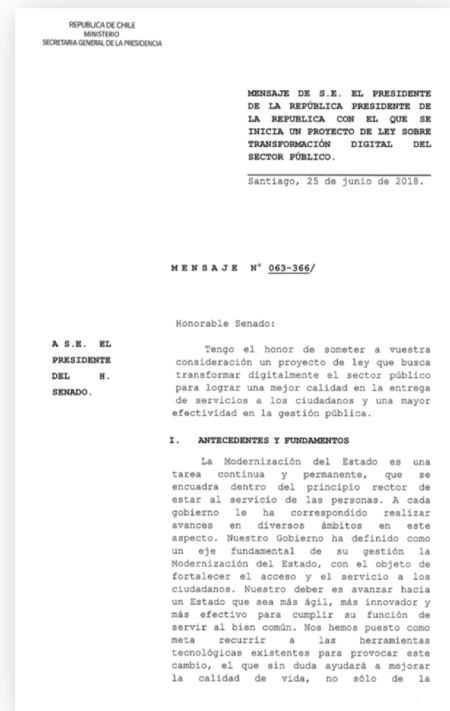 REPUBLICA DE CHILE
MINISTERIO
SECRETARIA GENERAL DE LA PRESIDENCIA
MENSAJE DE S.E. EL PRESIDENTE
DE LA REPÚBLICA PRESIDENTE DE
LA REPUBLICA CON EL QUE SE
INICIA UN PROYECTO DE LEY SOBRE
TRANSFORMACIÓN DIGITAL DEL
SECTOR PÚBLICO.
Santiago, 25 de junio de 2018.
MENSAJE N° 063-366/
Honorable Senado:
A S.E. EL
PRESIDENTE
DEL H.
SENADO.
Tengo el honor de someter a vuestra
consideración un proyecto de ley que busca
transformar digitalmente el sector público
para lograr una mejor calidad en la entrega
de servicios a los ciudadanos y una mayor
efectividad en la gestión pública.
I. ANTECEDENTES Y FUNDAMENTOS
La Modernización del Estado es una
tarea continua y permanente, que se
encuadra dentro del principio rector de
estar al servicio de las personas. A cada
gobierno le ha correspondido realizar
avances en diversos ámbitos en este
aspecto. Nuestro Gobierno ha definido como
un eje fundamental de su gestión la
Modernización del Estado, con el objeto de
fortalecer el acceso y el servicio a los
ciudadanos. Nuestro deber es avanzar hacia
un Estado que sea más ágil, más innovador y
más efectivo para cumplir su función de
servir al bien común. Nos hemos puesto como
meta recurrir a las herramientas
tecnológicas existentes para provocar este
cambio, el que sin duda ayudará a mejorar
la calidad de vida, no sólo de la